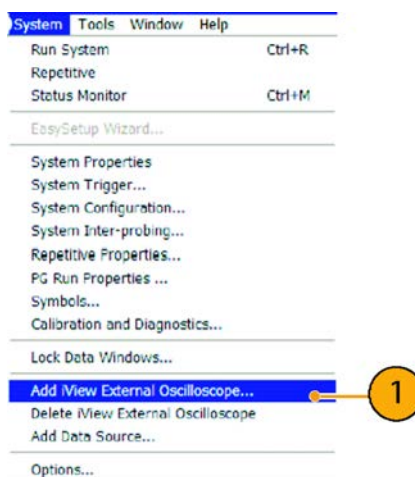 System Tools Window Help
Run System Ctrl+R
Repetitive
Status Monitor Ctrl+M
EasySetup Wizard...
System Properties
System Trigger...
System Configuration...
System Inter-probing...
Repetitive Properties...
PG Run Properties ...
Symbols...
Calibration and Diagnostics...
Lock Data Windows...
Add iView External Oscilloscope...
1
Delete iView External Oscilloscope
Add Data Source...
Options...